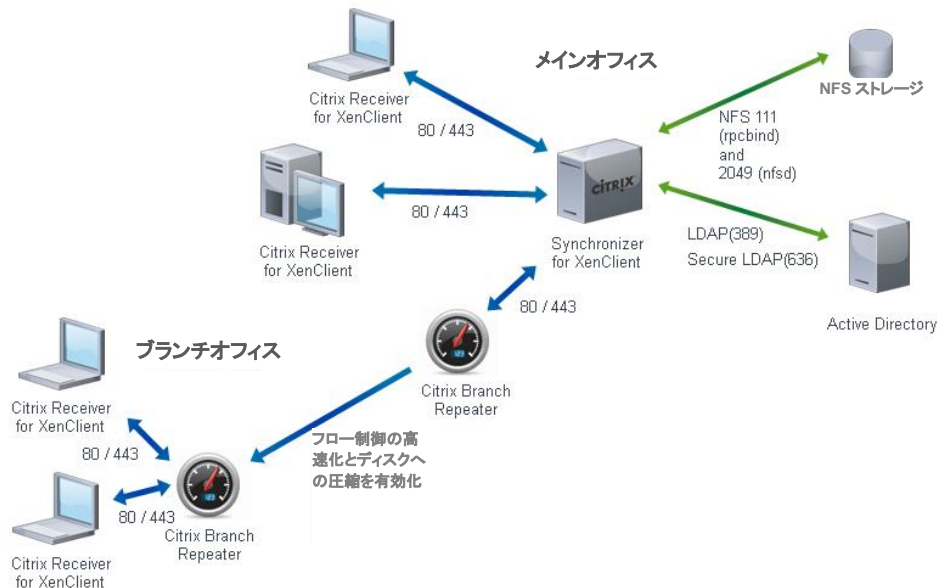 メインオフィス
Citrix Receiver
for XenClient
80 / 443
NFS ストレージ
NFS 111
(rpcbind)
and
2049 (nfsd)
CİTRIX
80 / 443
Citrix Receiver
for XenClient
Synchronizer
for XenClient
LDAP(389)
Secure LDAP(636)
Active Directory
80 / 443
Citrix Branch
Repeater
ブランチオフィス
Citrix Receiver
for XenClient
80 / 443
フロー制御の高
速化とディスクへ
の圧縮を有効化
80 / 443
Citrix Branch
Repeater
Citrix Receiver
for XenClient
123
123